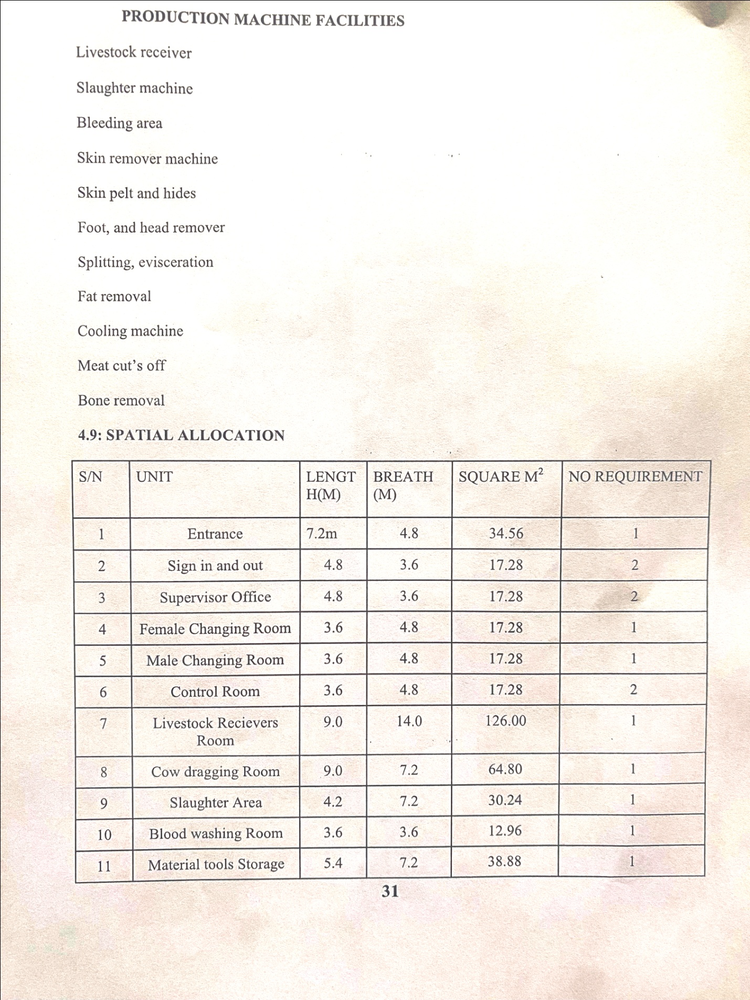 PRODUCTION MACHINE FACILITIES
Livestock receiver
Slaughter machine
Bleeding area
Skin remover machine
Skin pelt and hides
Foot, and head remover
Splitting, evisceration
Fat removal
Cooling machine
Meat cut's off
Bone removal
4.9: SPATIAL ALLOCATION
S/N UNIT LENGT BREATH SQUARE M² NO REQUIREMENT
H(M) (M)
1 Entrance 7.2m 4.8 34.56 1
2 Sign in and out 4.8 3.6 17.28 2
3 Supervisor Office 4.8 3.6 17.28 2
4 Female Changing Room 3.6 4.8 17.28 1
5 Male Changing Room 3.6 4.8 17.28 1
6 Control Room 3.6 4.8 17.28 2
7 Livestock Recievers 9.0 14.0 126.00 1
Room
8 Cow dragging Room 9.0 7.2 64.80 1
9 Slaughter Area 4.2 7.2 30.24 1
10 Blood washing Room 3.6 3.6 12.96 1
11 Material tools Storage 5.4 7.2 38.88 1
31